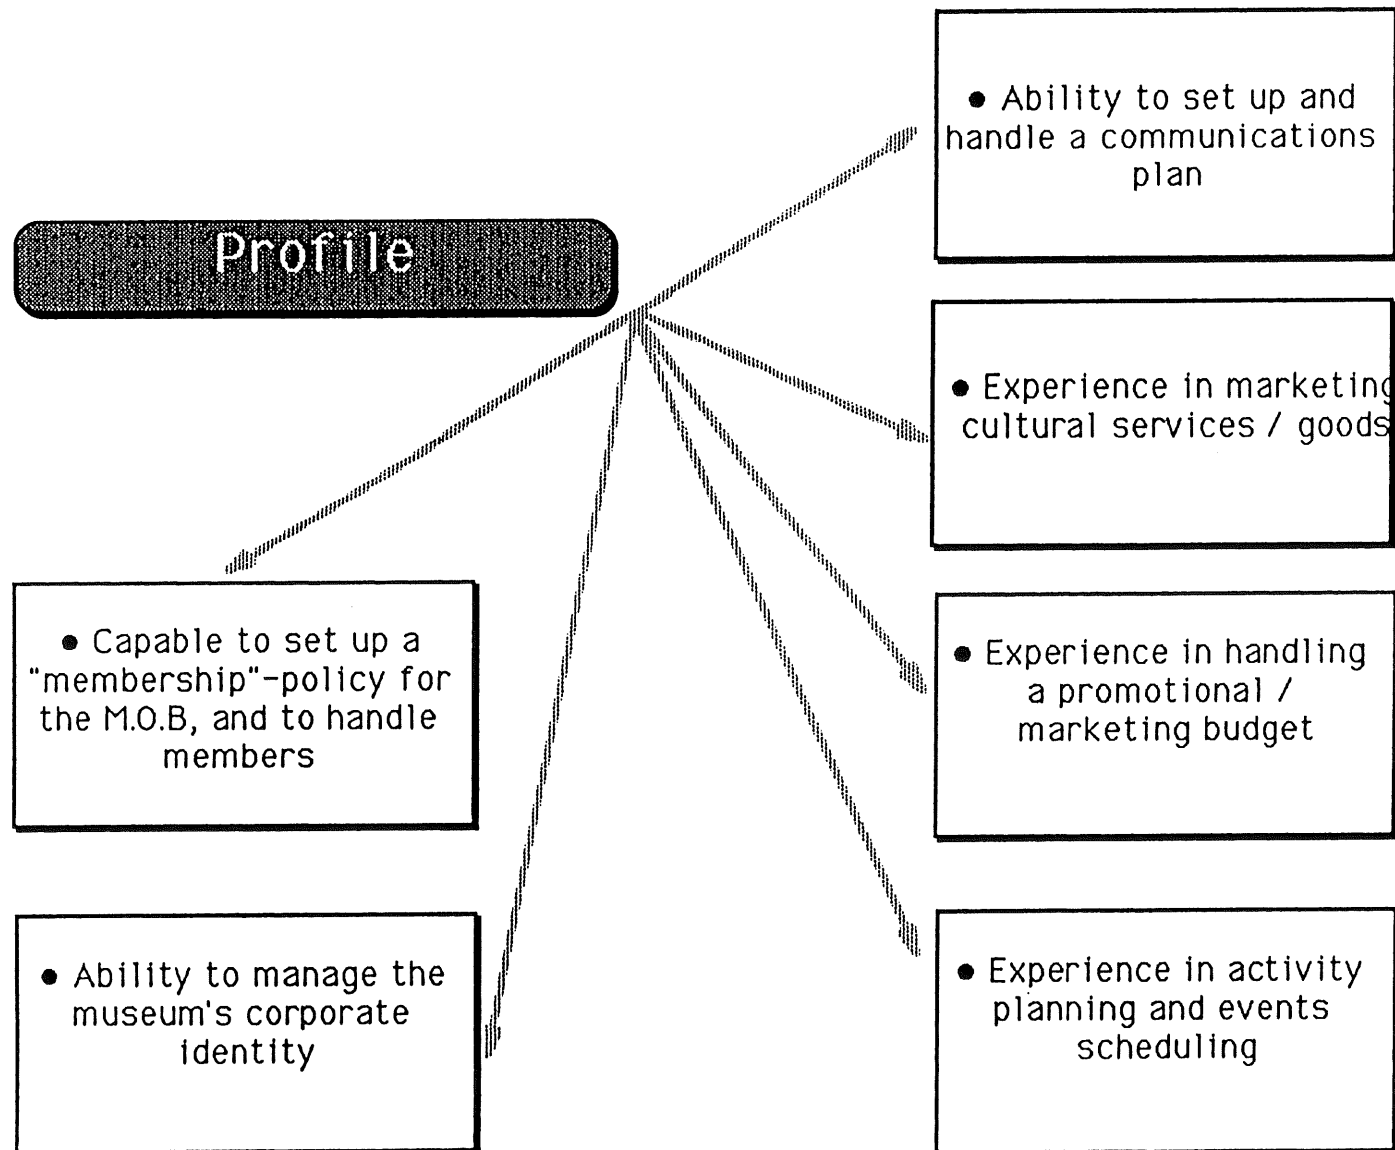 Profile
● Ability to set up and
handle a communications
plan
● Experience in marketing
cultural services / goods
● Experience in handling
a promotional /
marketing budget
● Experience in activity
planning and events
scheduling
● Capable to set up a
"membership"-policy for
the M.O.B, and to handle
members
● Ability to manage the
museum's corporate
identity